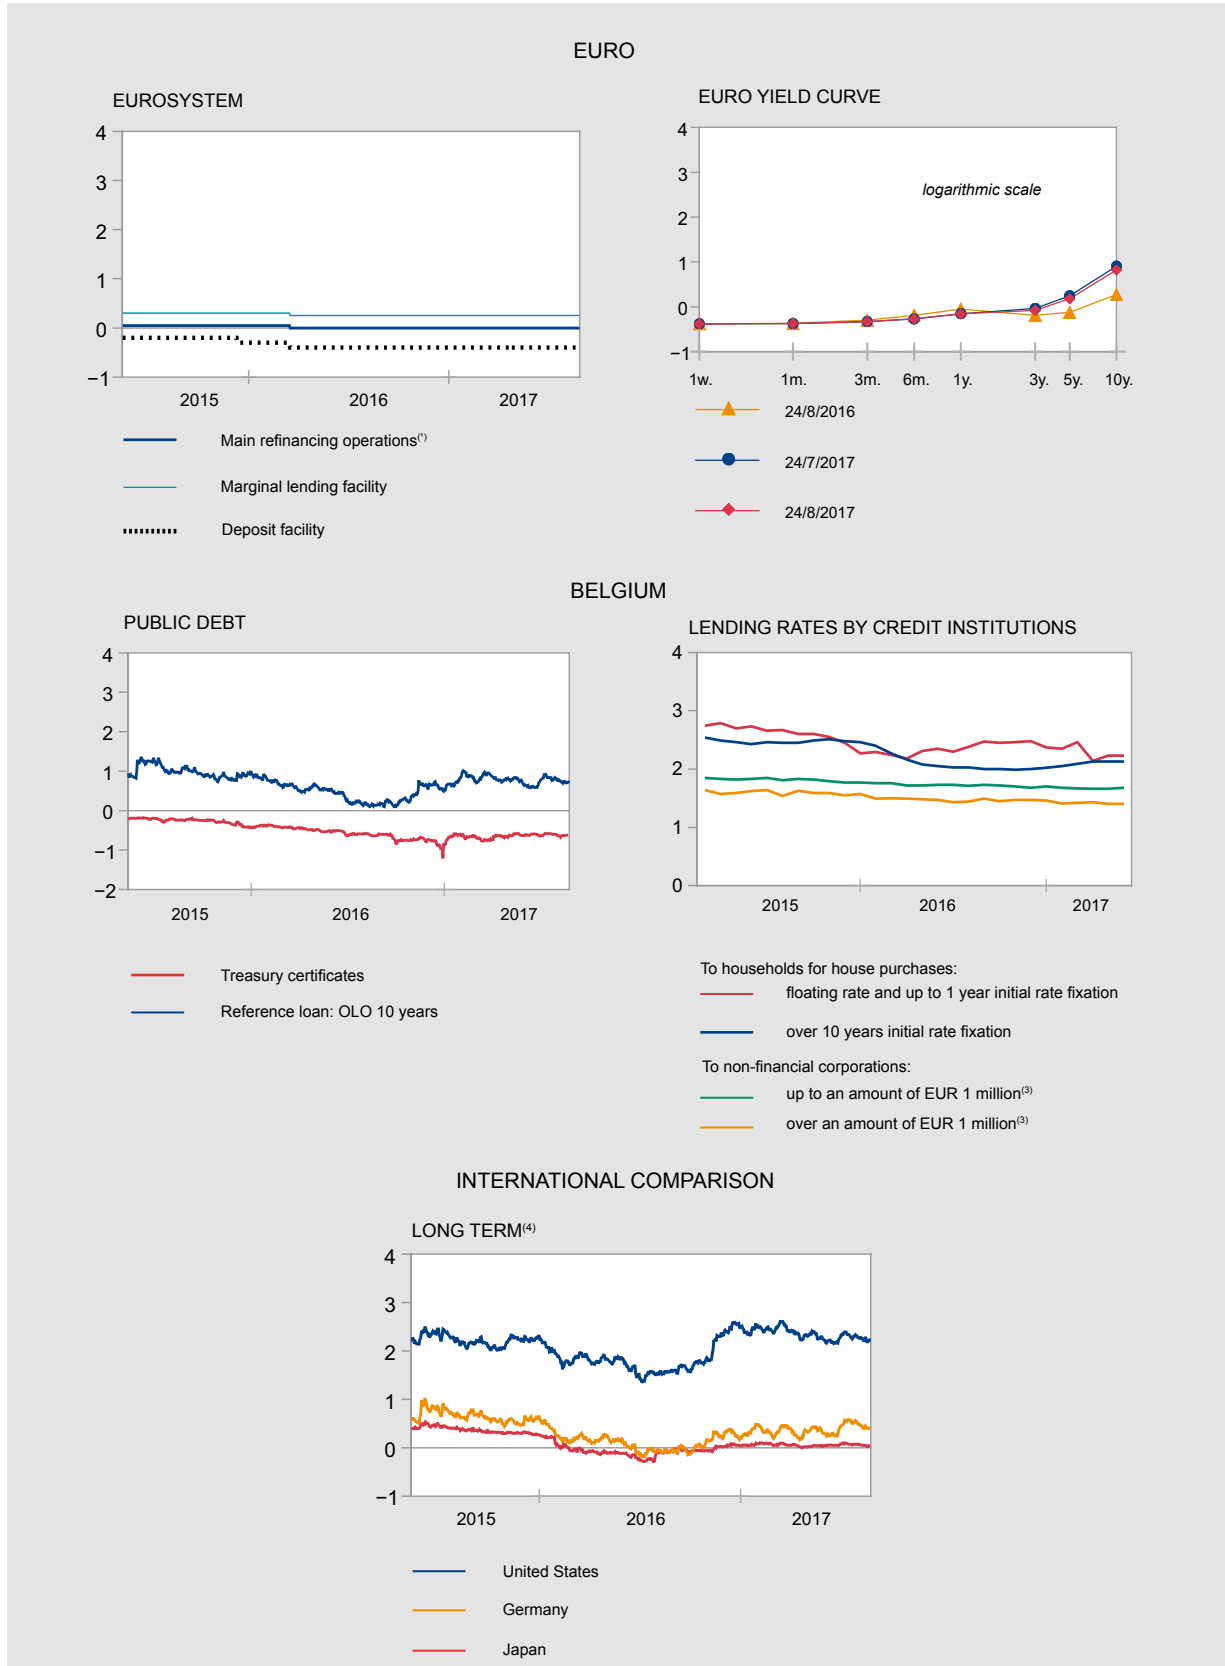 EURO
EUROSYSTEM
4
3
2
1
0
−1
2015 2016 2017
Main refinancing operations(¹)
Marginal lending facility
Deposit facility
EURO YIELD CURVE
4
3
2
1
0
−1
logarithmic scale
1w. 1m. 3m. 6m. 1y. 3y. 5y. 10y.
24/8/2016
24/7/2017
24/8/2017
BELGIUM
PUBLIC DEBT
4
3
2
1
0
−1
−2
2015 2016 2017
Treasury certificates
Reference loan: OLO 10 years
LENDING RATES BY CREDIT INSTITUTIONS
4
3
2
1
0
2015 2016 2017
To households for house purchases:
floating rate and up to 1 year initial rate fixation
over 10 years initial rate fixation
To non-financial corporations:
up to an amount of EUR 1 million(3)
over an amount of EUR 1 million(3)
INTERNATIONAL COMPARISON
LONG TERM(4)
4
3
2
1
0
−1
2015 2016 2017
United States
Germany
Japan